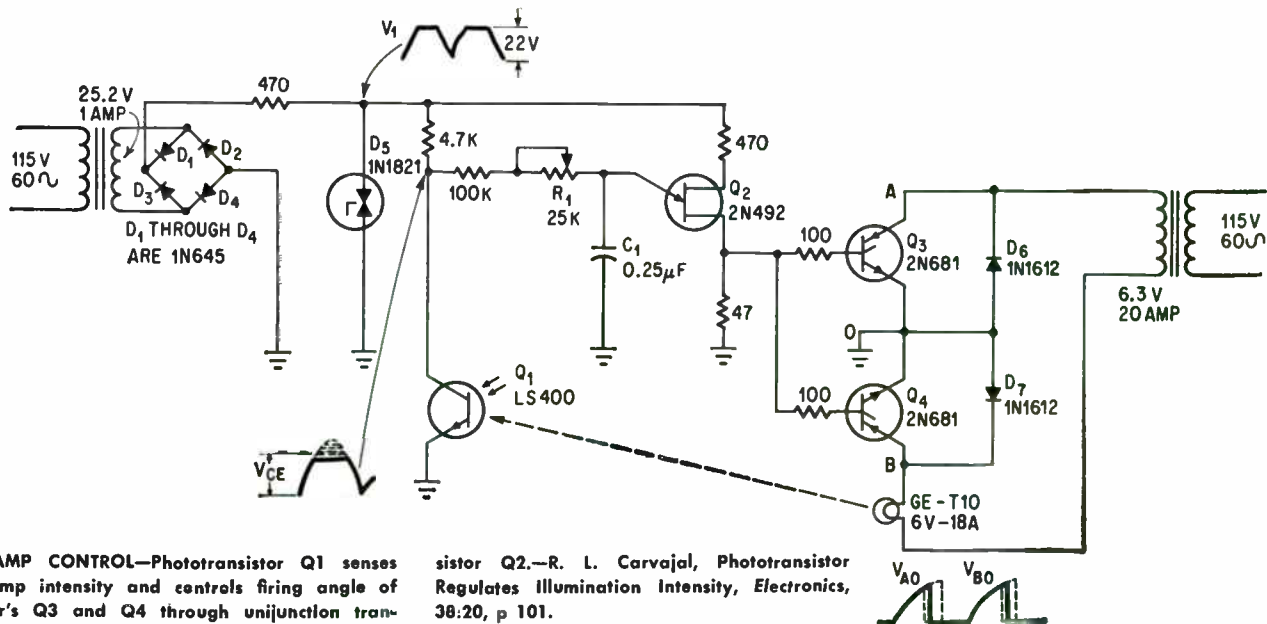 V1
22V
25.2 V
1 AMP
470
4.7K
470
D5
1N1821
D1
D2
D3
D4
115 V
60∿
D1 THROUGH D4
ARE 1N645
100K
R1
25K
C1
0.25μF
Q2
2N492
47
100
A
Q3
2N681
D6
1N1612
115V
60∿
6.3 V
20 AMP
O
Q1
LS400
100
Q4
2N681
D7
1N1612
B
VCE
GE-T10
6V-18A
VAO
VBO
AMP CONTROL—Phototransistor Q1 senses
mp intensity and controls firing angle of
r's Q3 and Q4 through unijunction tran-
sistor Q2.—R. L. Carvajal, Phototransistor
Regulates Illumination Intensity, Electronics,
38:20, p 101.